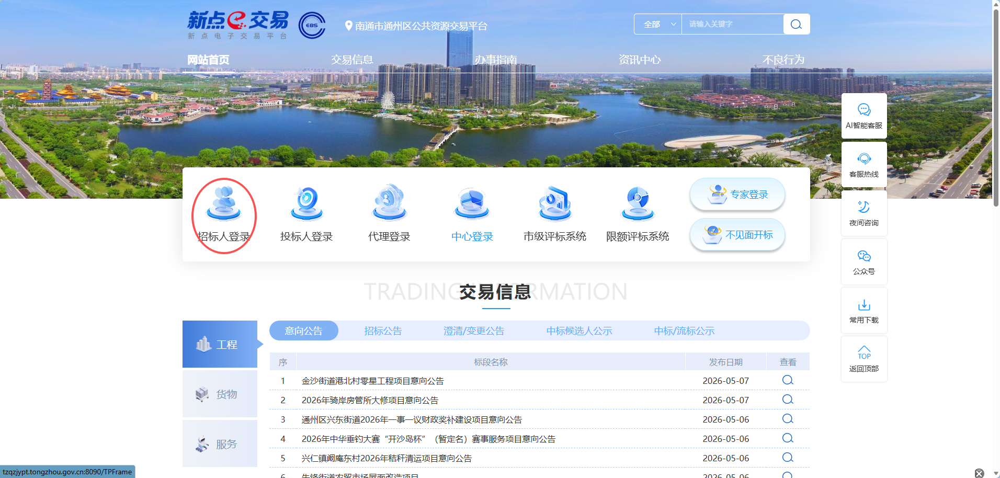 新点e交易
新点电子交易平台
EBS
南通市通州区公共资源交易平台
全部
请输入关键字
网站首页
交易信息
办事指南
资讯中心
不良行为
AI智能客服
客服热线
夜间咨询
公众号
常用下载
TOP
返回顶部
招标人登录
投标人登录
代理登录
中心登录
市级评标系统
限额评标系统
专家登录
不见面开标
TRADING INFORMATION
交易信息
工程
货物
服务
意向公告 招标公告 澄清/变更公告 中标候选人公示 中标/流标公示
序 标段名称 发布日期 查看
1 金沙街道港北村零星工程项目意向公告 2026-05-07
2 2026年骑岸房管所大修项目意向公告 2026-05-07
3 通州区兴东街道2026年一事一议财政奖补建设项目意向公告 2026-05-06
4 2026年中华垂钓大赛“开沙岛杯”（暂定名）赛事服务项目意向公告 2026-05-06
5 兴仁镇阚庵东村2026年秸秆清运项目意向公告 2026-05-06
6 先锋街道农贸市场屋面改造项目 2026-05-06
tzqzjypt.tongzhou.gov.cn:8090/TPFrame